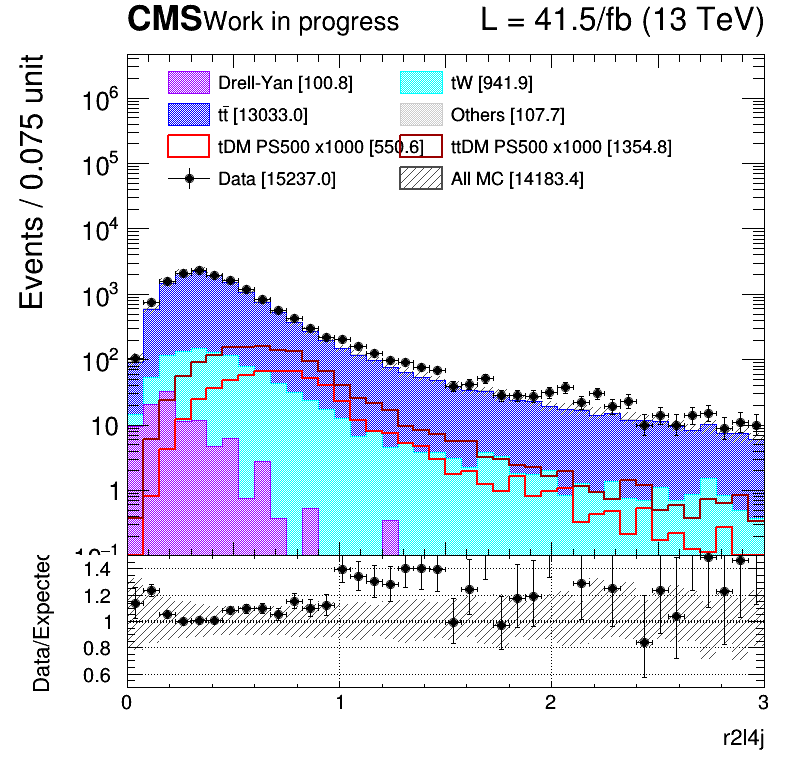 CMS Work in progress L = 41.5/fb (13 TeV)
Events / 0.075 unit
Drell-Yan [100.8] tW [941.9]
tt̄ [13033.0] Others [107.7]
tDM PS500 x1000 [550.6] ttDM PS500 x1000 [1354.8]
Data [15237.0] All MC [14183.4]
10⁶
10⁵
10⁴
10³
10²
10
1
10⁻¹
Data/Expected
1.4
1.2
1
0.8
0.6
0 1 2 3
r2l4j